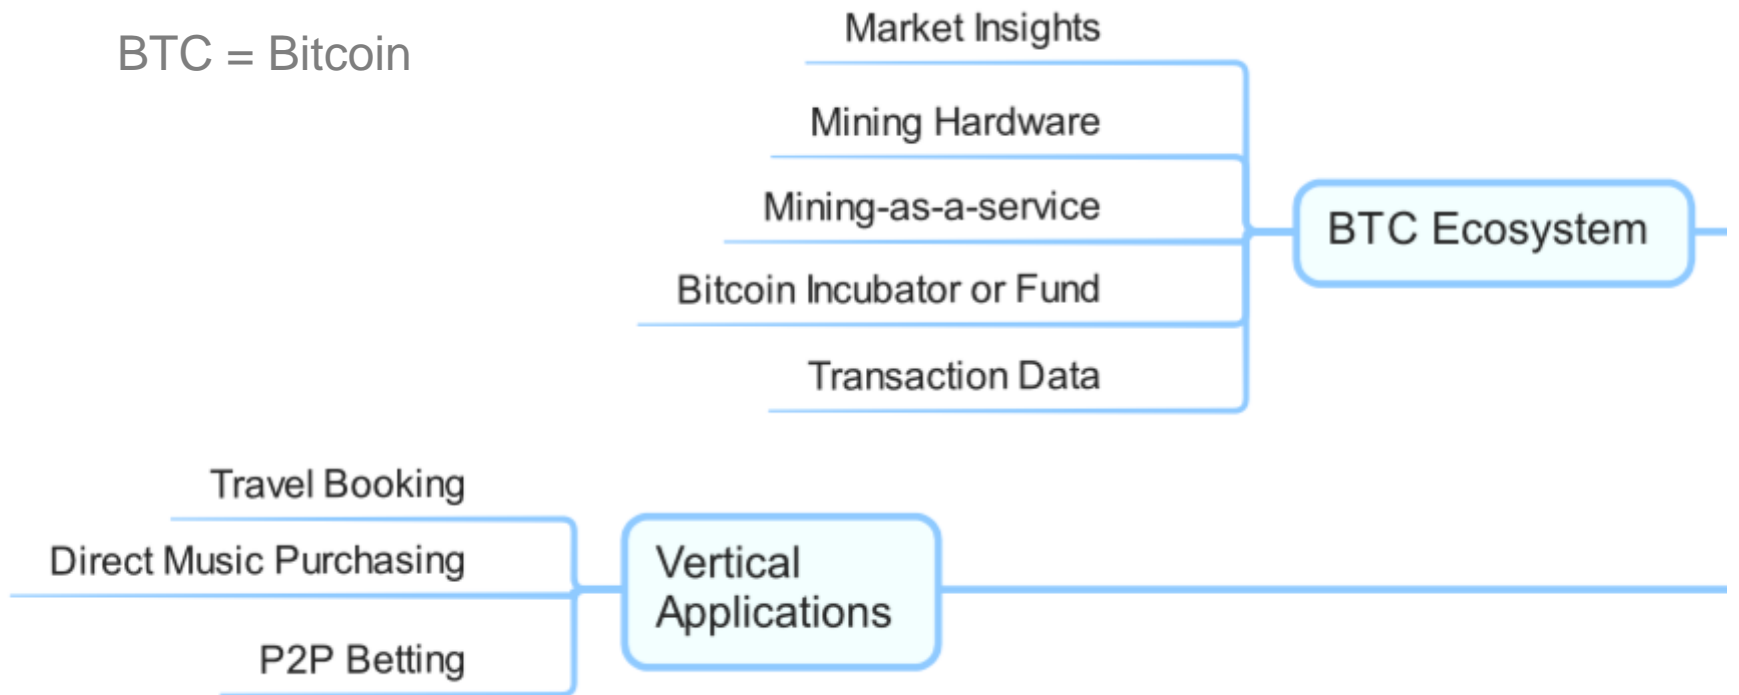 BTC = Bitcoin
Market Insights
Mining Hardware
Mining-as-a-service
Bitcoin Incubator or Fund
Transaction Data
BTC Ecosystem
Travel Booking
Direct Music Purchasing
P2P Betting
Vertical
Applications